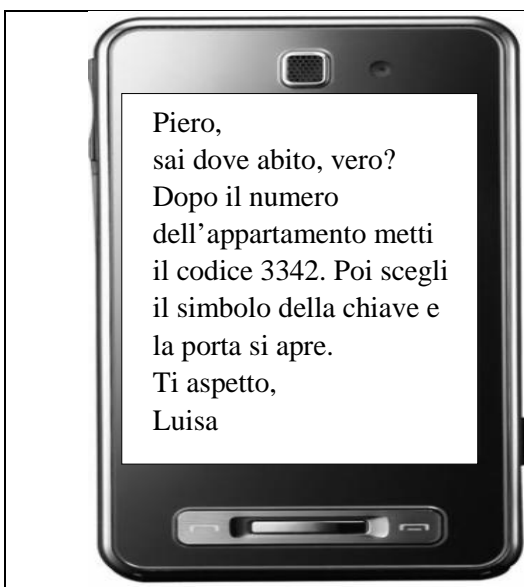 Piero,
sai dove abito, vero?
Dopo il numero
dell’appartamento metti
il codice 3342. Poi scegli
il simbolo della chiave e
la porta si apre.
Ti aspetto,
Luisa